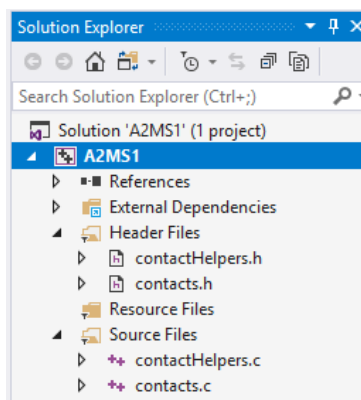 Solution Explorer
Search Solution Explorer (Ctrl+;)
Solution 'A2MS1' (1 project)
A2MS1
References
External Dependencies
Header Files
contactHelpers.h
contacts.h
Resource Files
Source Files
contactHelpers.c
contacts.c